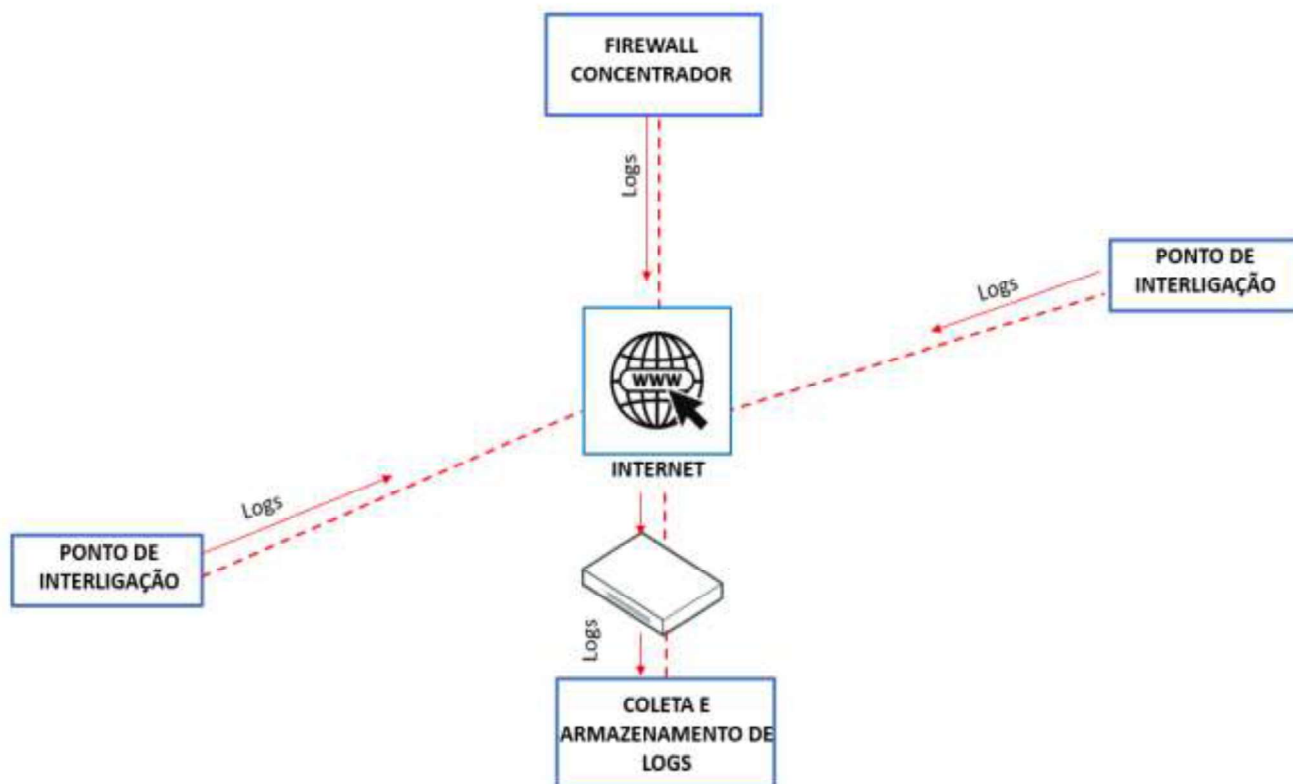 FIREWALL
CONCENTRADOR
Logs
PONTO DE
INTERLIGAÇÃO
Logs
WWW
INTERNET
Logs
PONTO DE
INTERLIGAÇÃO
Logs
COLETA E
ARMAZENAMENTO DE
LOGS